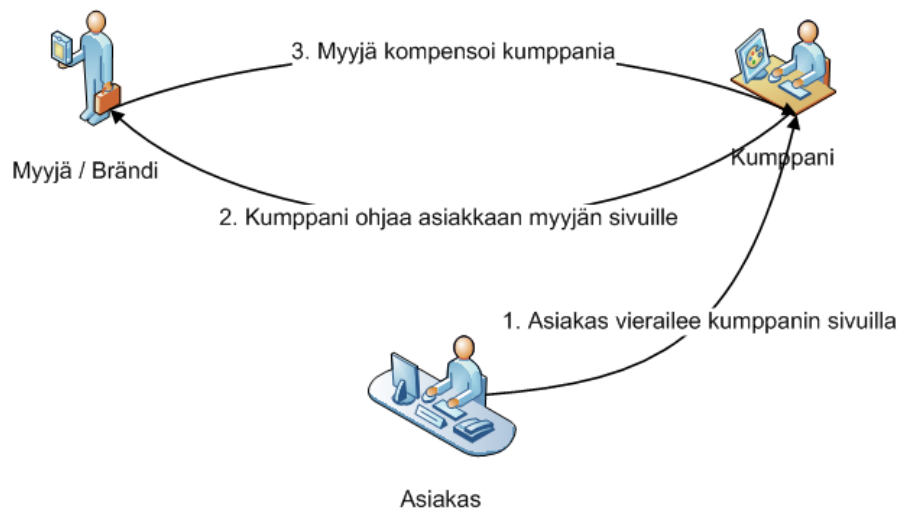 3. Myyjä kompensoi kumppania
Myyjä / Brändi
Kumppani
2. Kumppani ohjaa asiakkaan myyjän sivuille
1. Asiakas vierailee kumppanin sivuilla
Asiakas